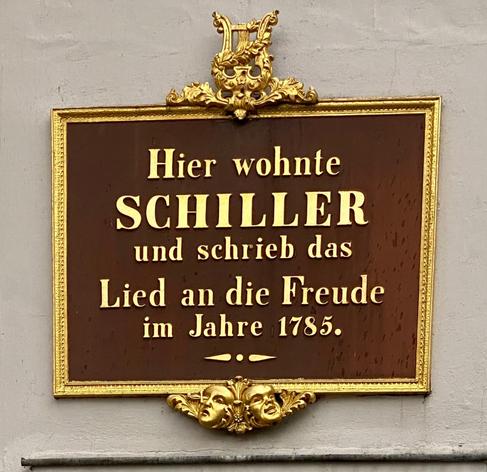 Hier wohnte
SCHILLER
und schrieb das
Lied an die Freude
im Jahre 1785.